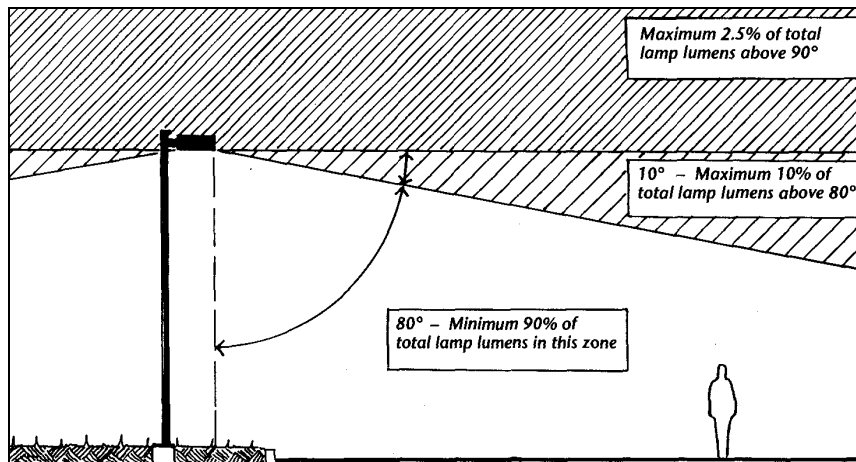 Maximum 2.5% of total
lamp lumens above 90°
10° – Maximum 10% of
total lamp lumens above 80°
80° – Minimum 90% of
total lamp lumens in this zone